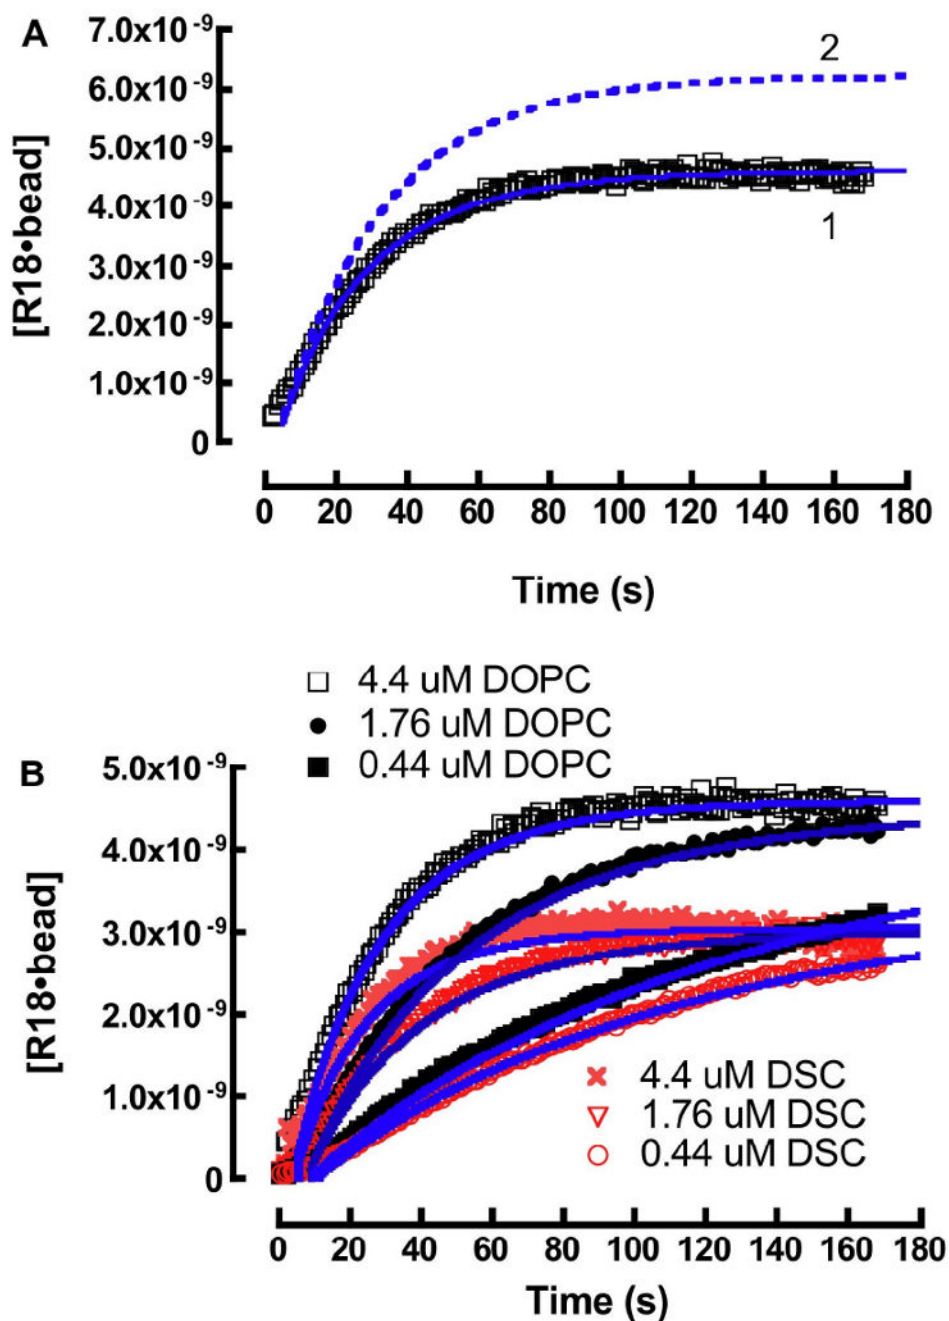 A
7.0x10 -9
6.0x10 -9
5.0x10 -9
4.0x10 -9
3.0x10 -9
2.0x10 -9
1.0x10 -9
0
[R18•bead]
2
1
0 20 40 60 80 100 120 140 160 180
Time (s)
4.4 uM DOPC
1.76 uM DOPC
0.44 uM DOPC
B
5.0x10 -9
4.0x10 -9
3.0x10 -9
2.0x10 -9
1.0x10 -9
0
[R18•bead]
4.4 uM DSC
1.76 uM DSC
0.44 uM DSC
0 20 40 60 80 100 120 140 160 180
Time (s)